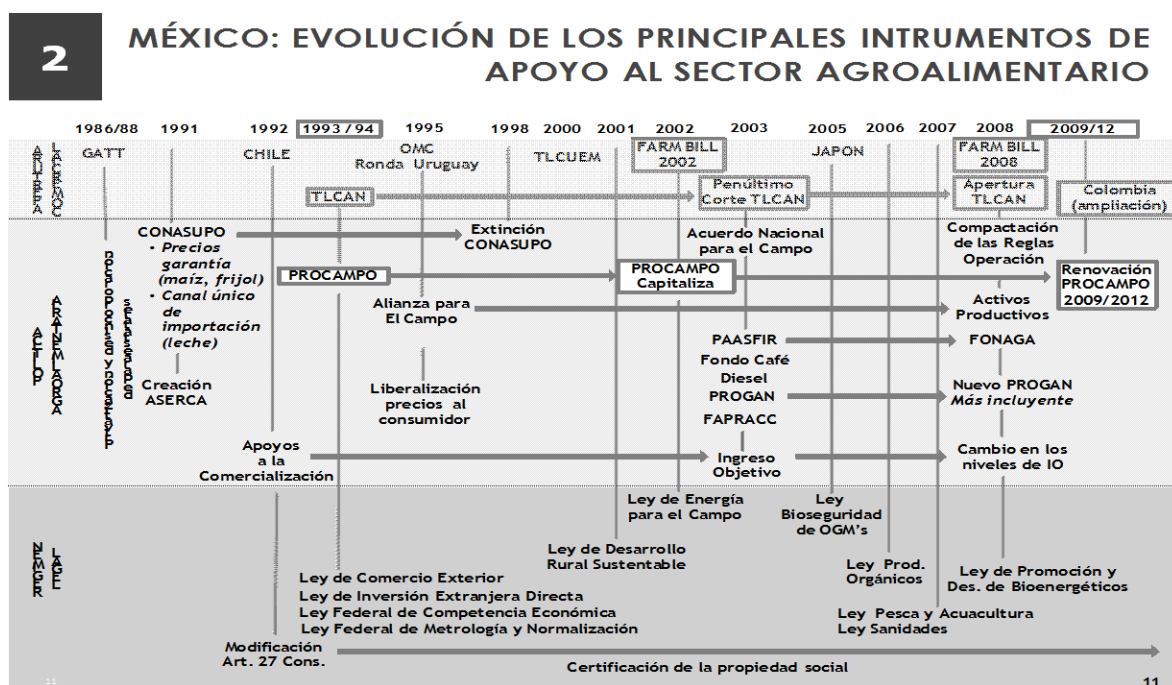 2
MÉXICO: EVOLUCIÓN DE LOS PRINCIPALES INTRUMENTOS DE
APOYO AL SECTOR AGROALIMENTARIO
1986/88 1991 1992 1993/94 1995 1998 2000 2001 2002 2003 2005 2006 2007 2008 2009/12
GATT
CHILE
OMC
Ronda Uruguay
TLCUEM
FARM BILL
2002
JAPON
FARM BILL
2008
TLCAN
Penúltimo
Corte TLCAN
Apertura
TLCAN
Colombia
(ampliación)
CONASUPO
• Precios
garantía
(maíz, frijol)
• Canal único
de
importación
(leche)
Extinción
CONASUPO
Acuerdo Nacional
para el Campo
Compactación
de las Reglas
Operación
PROCAMPO
PROCAMPO
Capitaliza
Renovación
PROCAMPO
2009/2012
Alianza para
El Campo
Activos
Productivos
PAASFIR
FONAGA
Fondo Café
Diesel
PROGAN
Nuevo PROGAN
Más incluyente
FAPRACC
Creación
ASERCA
Liberalización
precios al
consumidor
Apoyos
a la
Comercialización
Ingreso
Objetivo
Cambio en los
niveles de IO
Ley de Energía
para el Campo
Ley
Bioseguridad
de OGM's
Ley de Desarrollo
Rural Sustentable
Ley Prod.
Orgánicos
Ley de Promoción y
Des. de Bioenergéticos
Ley de Comercio Exterior
Ley de Inversión Extranjera Directa
Ley Federal de Competencia Económica
Ley Federal de Metrología y Normalización
Ley Pesca y Acuacultura
Ley Sanidades
Modificación
Art. 27 Cons.
Certificación de la propiedad social
11
11